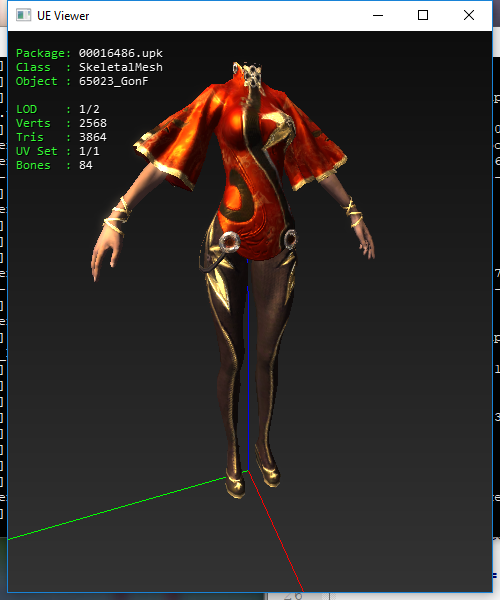 UE Viewer
Package: 00016486.upk
Class : SkeletalMesh
Object : 65023_GonF
LOD : 1/2
Verts : 2568
Tris : 3864
UV Set : 1/1
Bones : 84